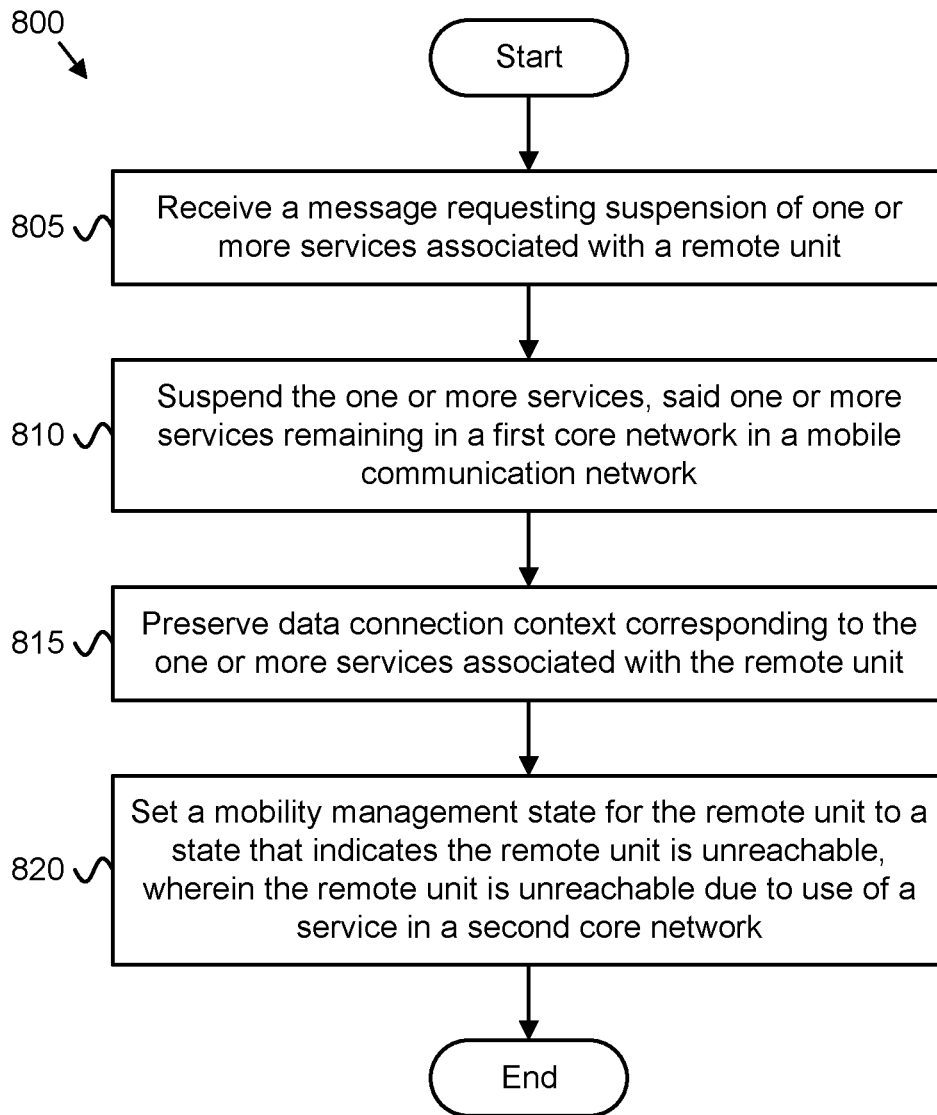 800
Start
805
Receive a message requesting suspension of one or
more services associated with a remote unit
810
Suspend the one or more services, said one or more
services remaining in a first core network in a mobile
communication network
815
Preserve data connection context corresponding to the
one or more services associated with the remote unit
820
Set a mobility management state for the remote unit to a
state that indicates the remote unit is unreachable,
wherein the remote unit is unreachable due to use of a
service in a second core network
End